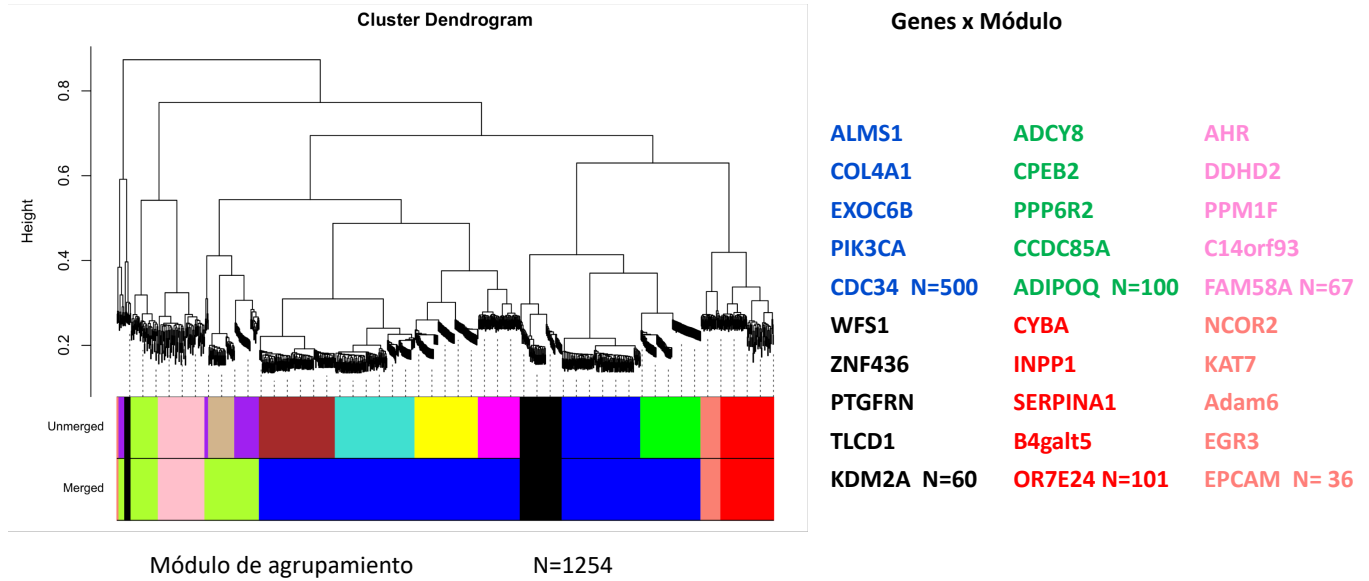 Cluster Dendrogram
Genes x Módulo
Height
0.8
0.6
0.4
0.2
Unmerged
Merged
ALMS1 ADCY8 AHR
COL4A1 CPEB2 DDHD2
EXOC6B PPP6R2 PPM1F
PIK3CA CCDC85A C14orf93
CDC34 N=500 ADIPOQ N=100 FAM58A N=67
WFS1 CYBA NCOR2
ZNF436 INPP1 KAT7
PTGFRN SERPINA1 Adam6
TLCD1 B4galt5 EGR3
KDM2A N=60 OR7E24 N=101 EPCAM N= 36
Módulo de agrupamiento N=1254